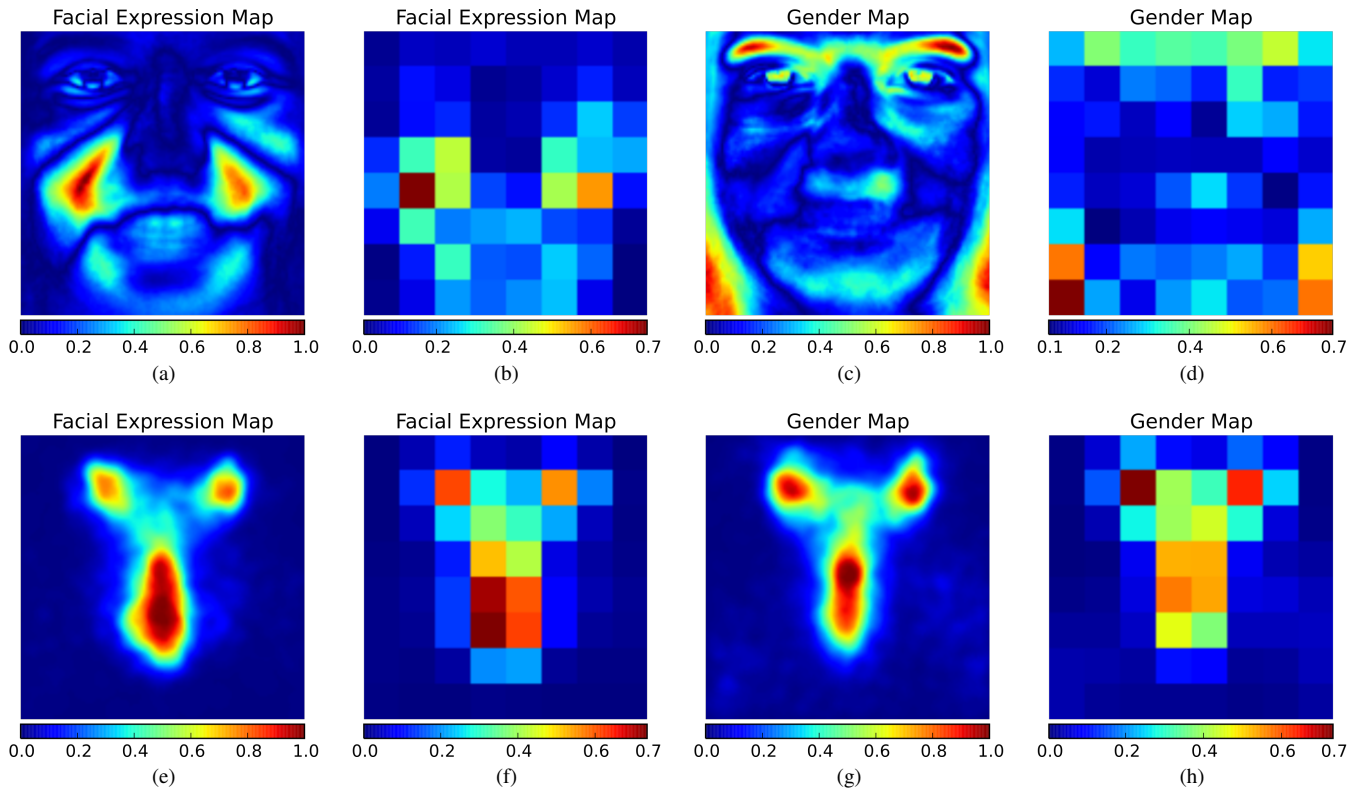 Facial Expression Map Facial Expression Map Gender Map Gender Map
0.0 0.2 0.4 0.6 0.8 1.0 0.0 0.2 0.4 0.6 0.7 0.0 0.2 0.4 0.6 0.8 1.0 0.1 0.2 0.4 0.6 0.7
(a) (b) (c) (d)
Facial Expression Map Facial Expression Map Gender Map Gender Map
0.0 0.2 0.4 0.6 0.8 1.0 0.0 0.2 0.4 0.6 0.7 0.0 0.2 0.4 0.6 0.8 1.0 0.0 0.2 0.4 0.6 0.7
(e) (f) (g) (h)